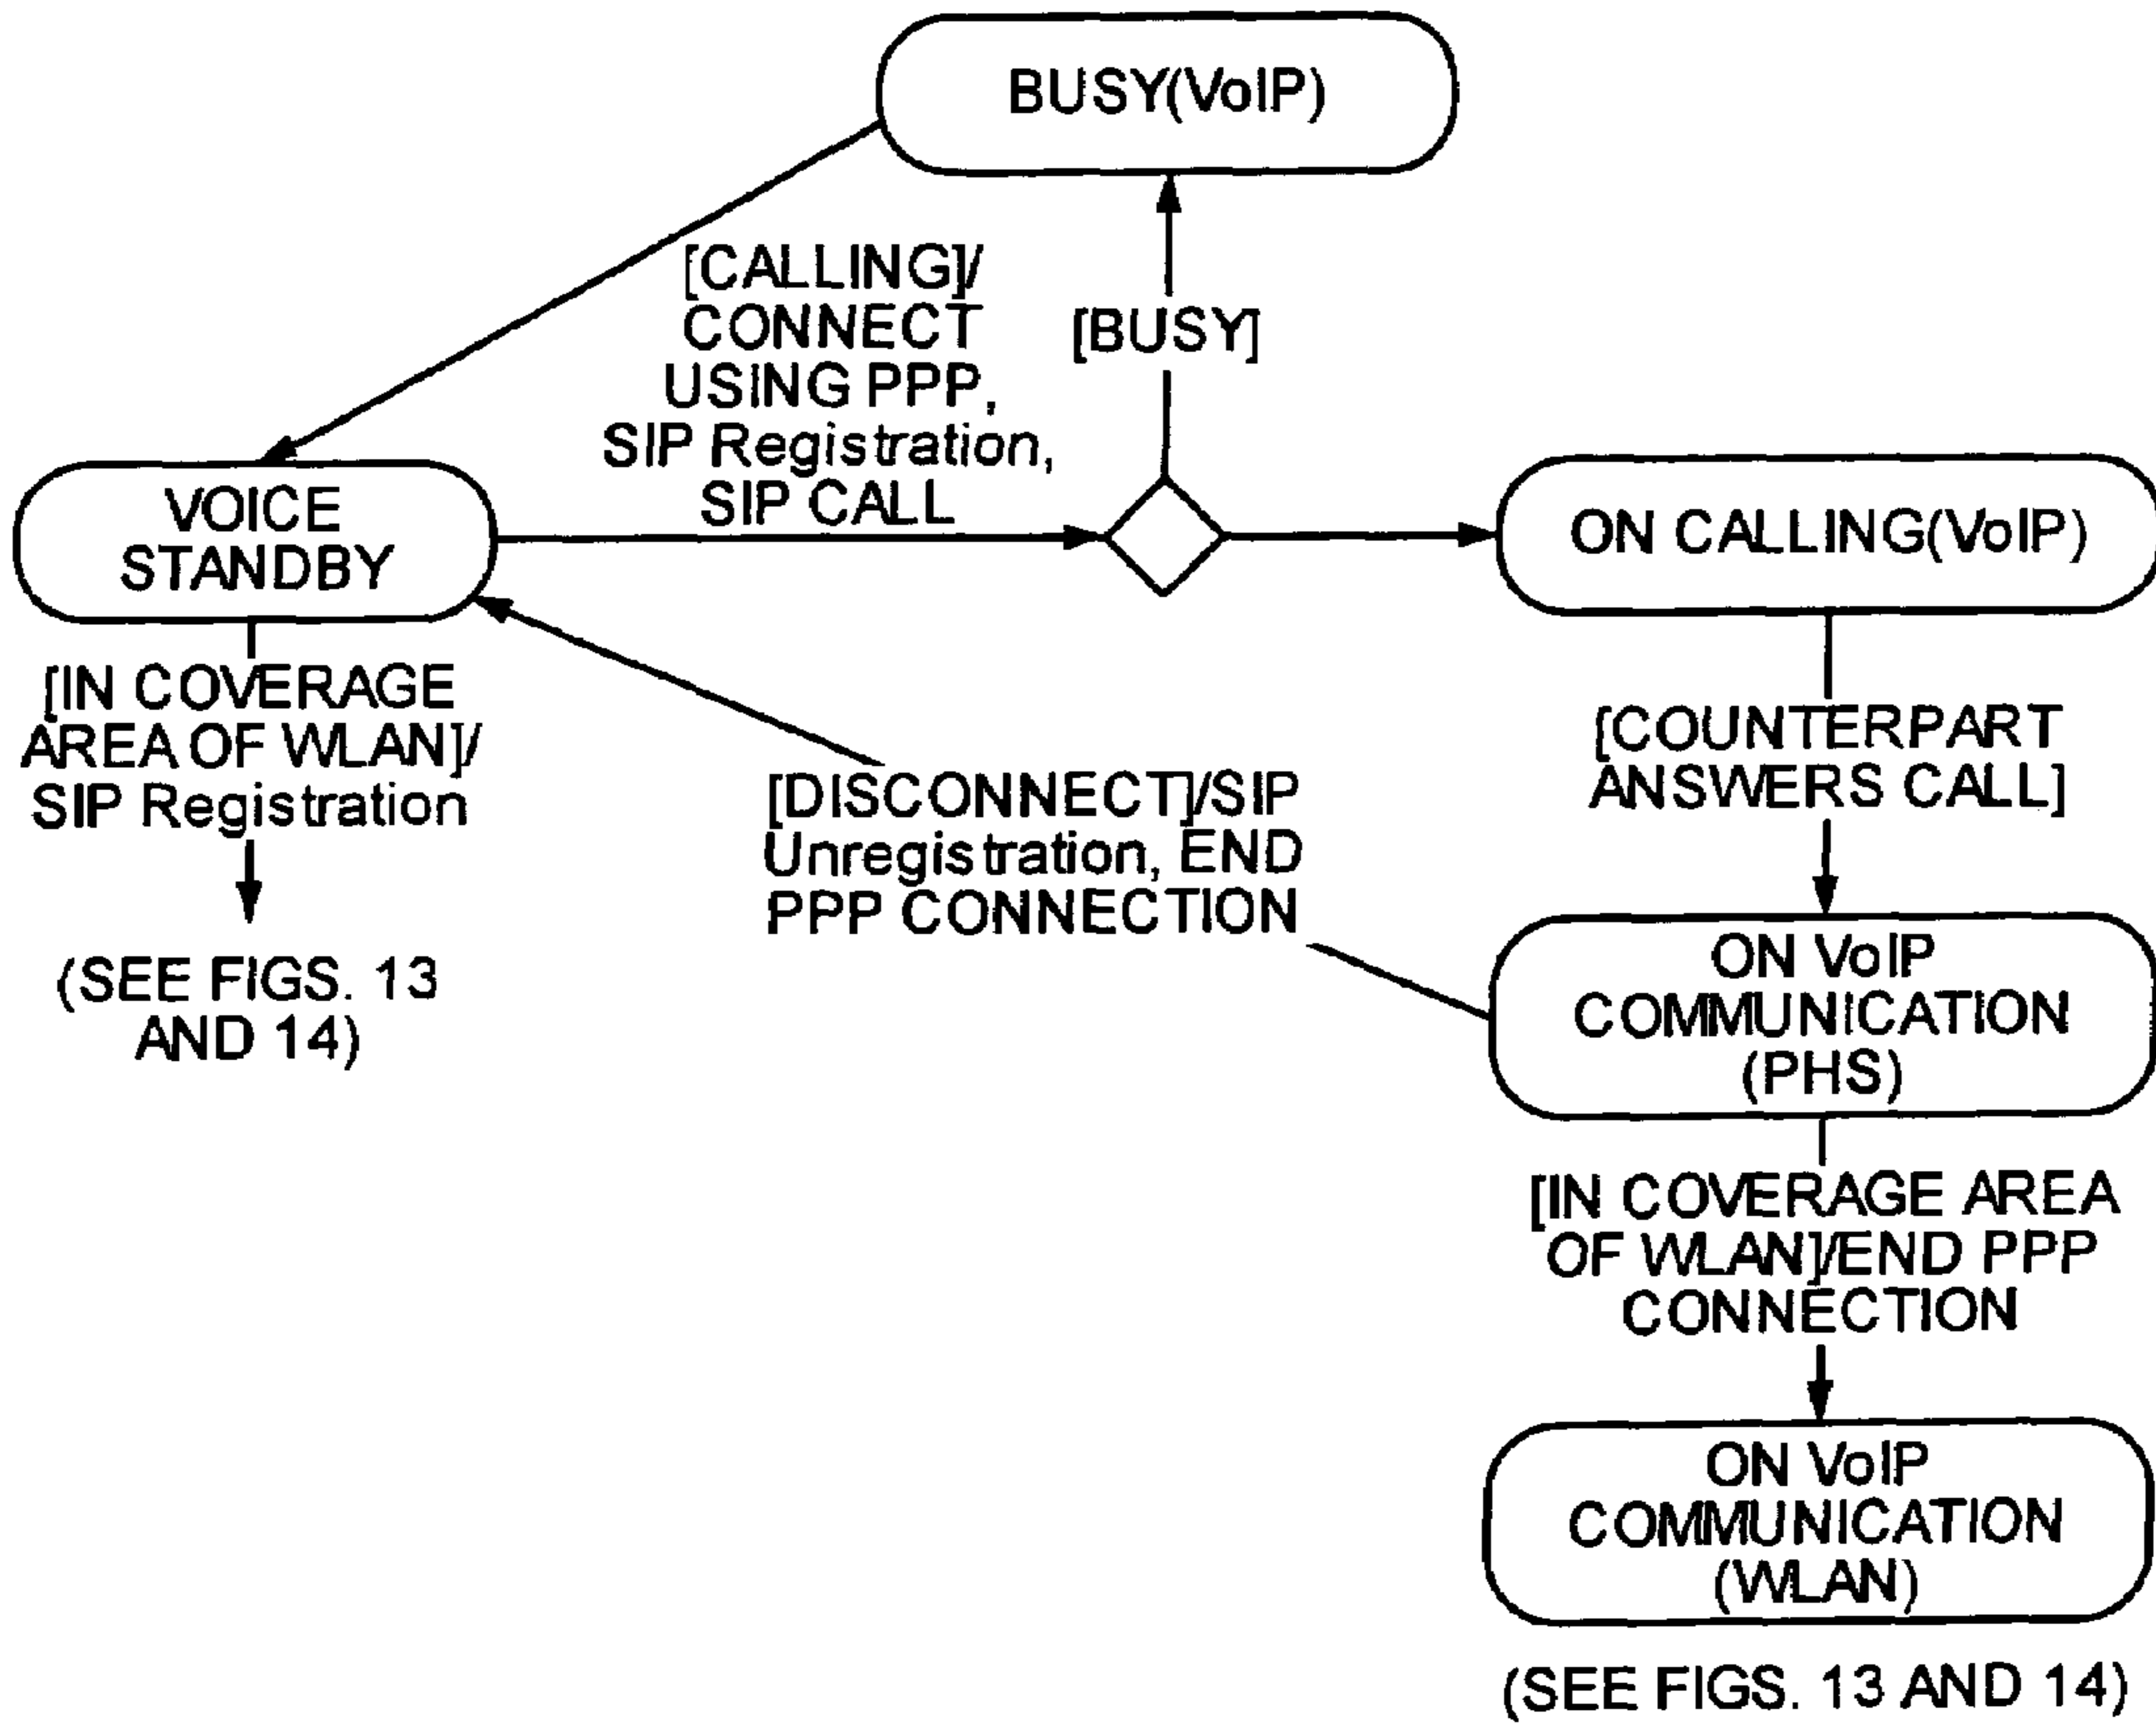 BUSY(VoIP)
[CALLING]/
CONNECT
USING PPP,
SIP Registration,
SIP CALL
[BUSY]
VOICE
STANDBY
ON CALLING(VoIP)
[IN COVERAGE
AREA OF WLAN]/
SIP Registration
(SEE FIGS. 13
AND 14)
[DISCONNECT]/SIP
Unregistration, END
PPP CONNECTION
[COUNTERPART
ANSWERS CALL]
ON VoIP
COMMUNICATION
(PHS)
[IN COVERAGE AREA
OF WLAN]/END PPP
CONNECTION
ON VoIP
COMMUNICATION
(WLAN)
(SEE FIGS. 13 AND 14)